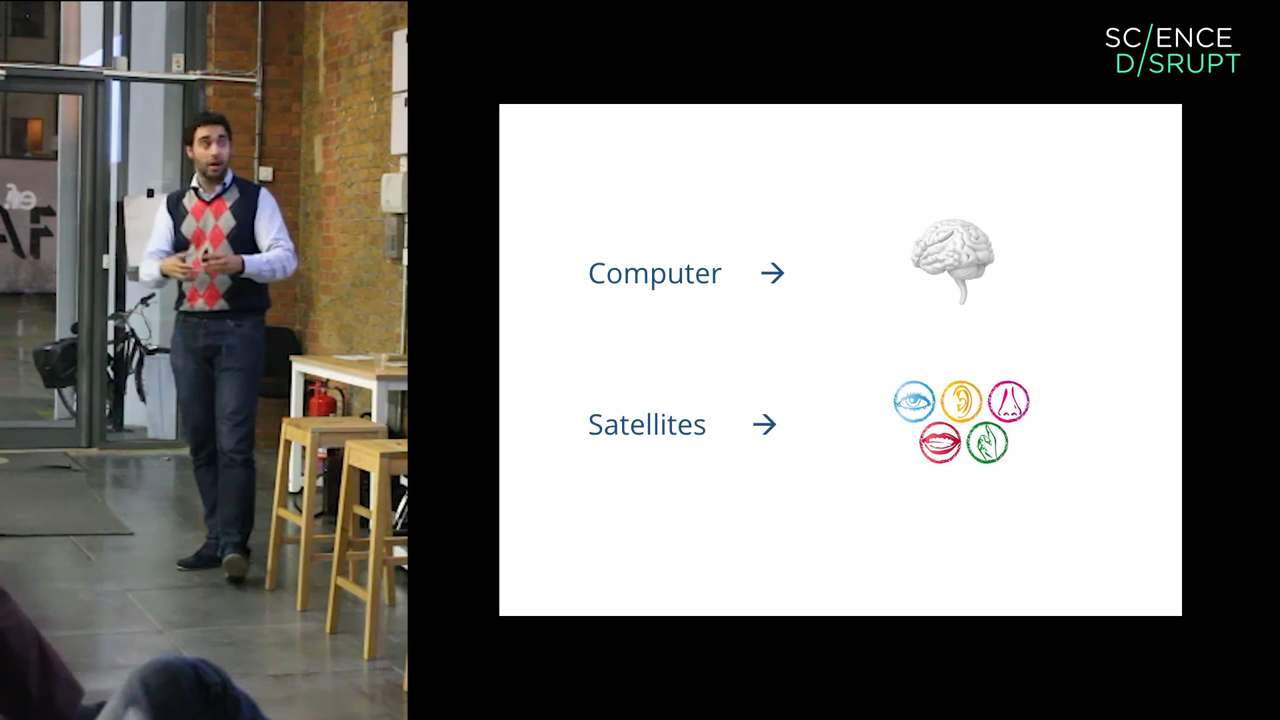 SC/ENCE
D/SRUPT
Computer →
Satellites →